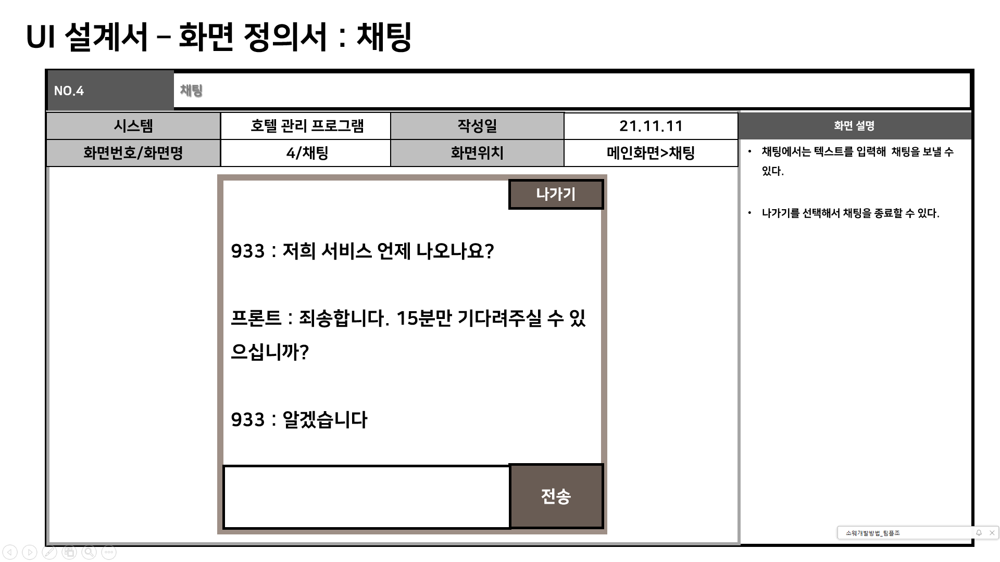 UI 설계서 – 화면 정의서 : 채팅
NO.4
채팅
시스템
호텔 관리 프로그램
작성일
21.11.11
화면 설명
화면번호/화면명
4/채팅
화면위치
메인화면>채팅
• 채팅에서는 텍스트를 입력해 채팅을 보낼 수
있다.
• 나가기를 선택해서 채팅을 종료할 수 있다.
나가기
933 : 저희 서비스 언제 나오나요?
프론트 : 죄송합니다. 15분만 기다려주실 수 있
으십니까?
933 : 알겠습니다
전송
소웨개발방법_팀플조